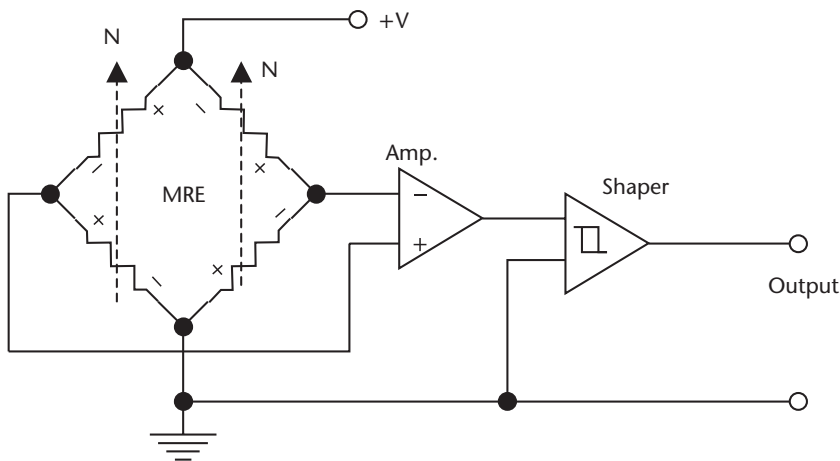 +V
N
N
Amp.
MRE
Shaper
−
+
Output